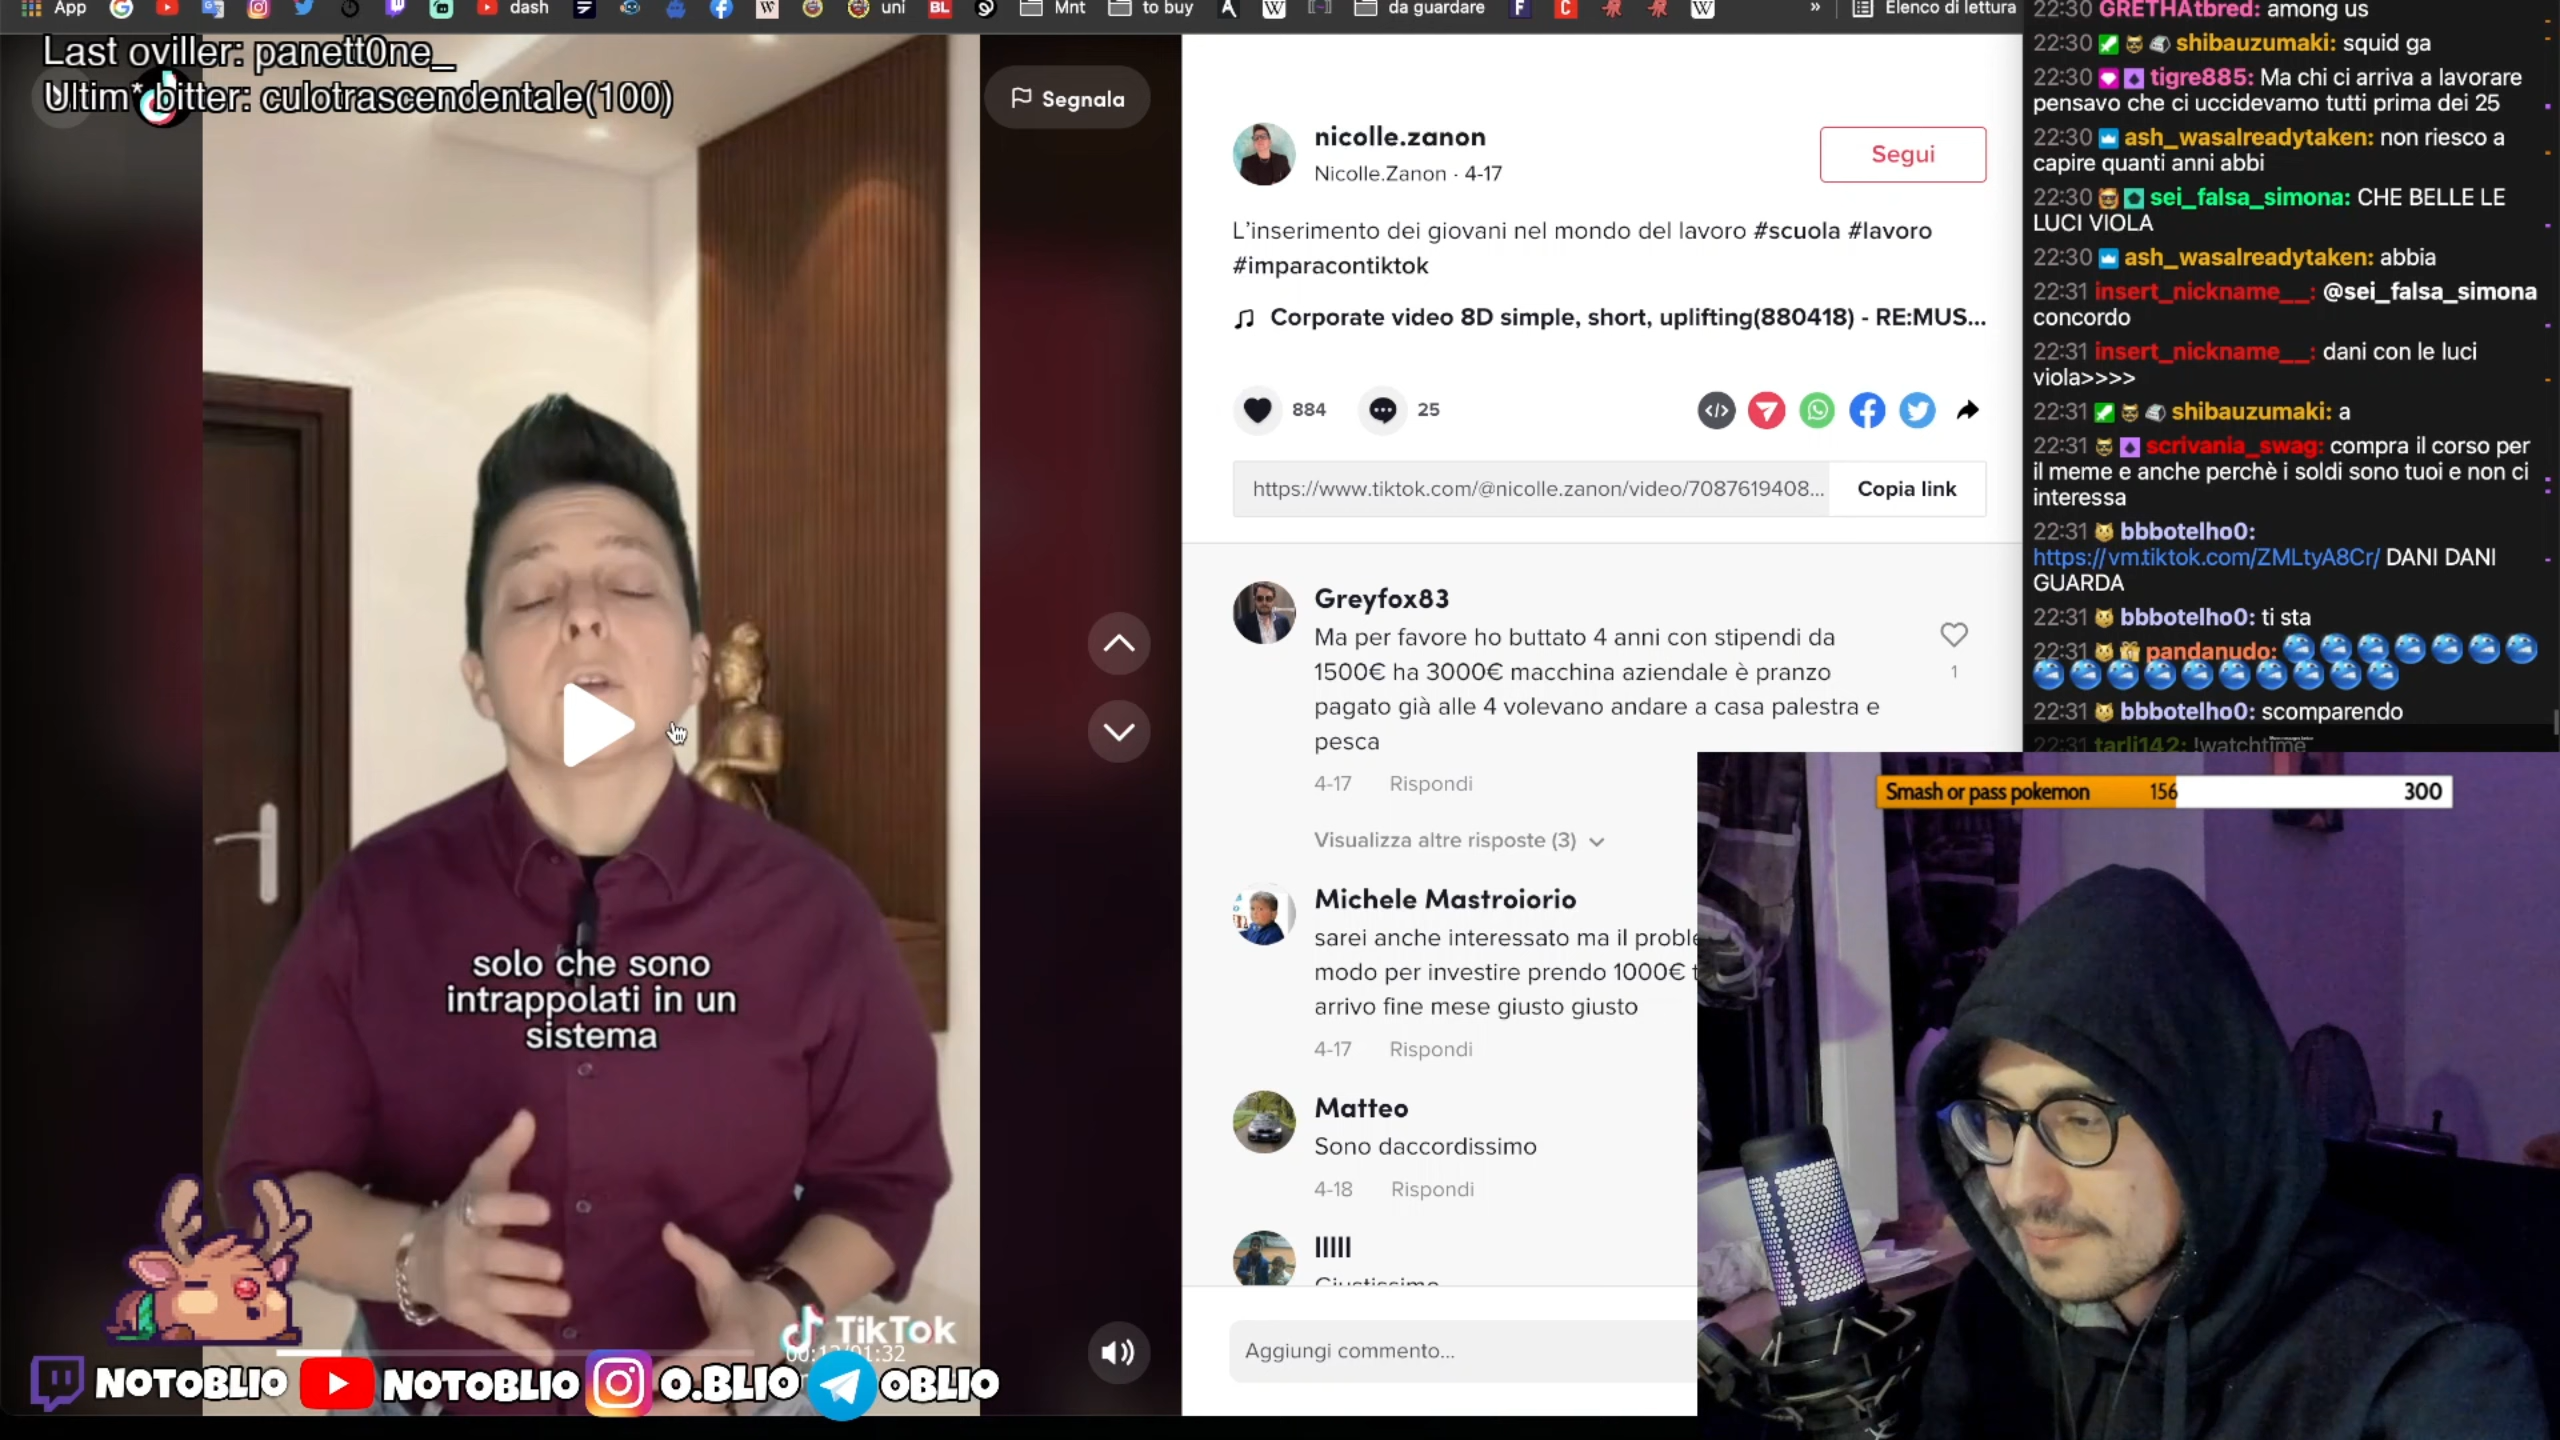 App
dash
uni
BL
Mnt
to buy
da guardare
Elenco di lettura
Last oviller: panett0ne_
Ultim* bitter: culotrascendentale(100)
Segnala
nicolle.zanon
Nicolle.Zanon · 4-17
Segui
L'inserimento dei giovani nel mondo del lavoro #scuola #lavoro
#imparacontiktok
Corporate video 8D simple, short, uplifting(880418) - RE:MUS...
884
25
https://www.tiktok.com/@nicolle.zanon/video/7087619408...
Copia link
Greyfox83
Ma per favore ho buttato 4 anni con stipendi da
1500€ ha 3000€ macchina aziendale è pranzo
pagato già alle 4 volevano andare a casa palestra e
pesca
1
4-17 Rispondi
Visualizza altre risposte (3)
Michele Mastroiorio
sarei anche interessato ma il proble
modo per investire prendo 1000€ t
arrivo fine mese giusto giusto
4-17 Rispondi
Matteo
Sono daccordissimo
4-18 Rispondi
lllll
Giustissimo
Aggiungi commento...
solo che sono
intrappolati in un
sistema
TikTok
NOTOBLIO
NOTOBLIO
O.BLIO
OBLIO
22:30 GRETHAtbred: among us
22:30 shibauzumaki: squid ga
22:30 tigre885: Ma chi ci arriva a lavorare
pensavo che ci uccidevamo tutti prima dei 25
22:30 ash_wasalreadytaken: non riesco a
capire quanti anni abbi
22:30 sei_falsa_simona: CHE BELLE LE
LUCI VIOLA
22:30 ash_wasalreadytaken: abbia
22:31 insert_nickname__: @sei_falsa_simona
concordo
22:31 insert_nickname__: dani con le luci
viola>>>>
22:31 shibauzumaki: a
22:31 scrivania_swag: compra il corso per
il meme e anche perchè i soldi sono tuoi e non ci
interessa
22:31 bbbotelho0:
https://vm.tiktok.com/ZMLtyA8Cr/ DANI DANI
GUARDA
22:31 bbbotelho0: ti sta
22:31 pandanudo:
22:31 bbbotelho0: scomparendo
22:31 tarli142: !watchtime
Smash or pass pokemon 156 300